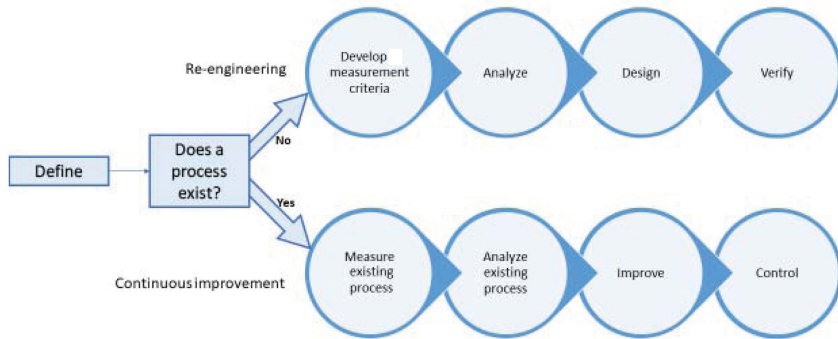 Re-engineering
Develop
measurement
criteria
Analyze
Design
Verify
No
Define
Does a
process
exist?
Yes
Continuous improvement
Measure
existing
process
Analyze
existing
process
Improve
Control